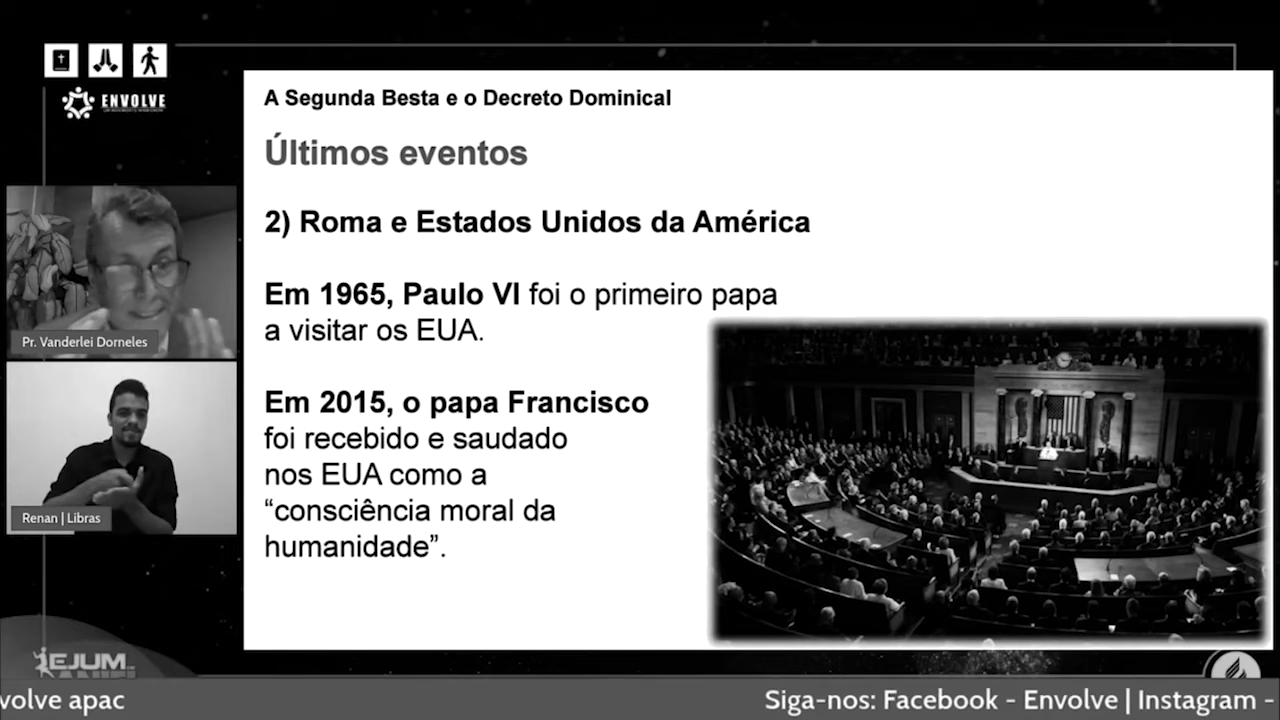 ENVOLVE
A Segunda Besta e o Decreto Dominical
Últimos eventos
2) Roma e Estados Unidos da América
Em 1965, Paulo VI foi o primeiro papa
a visitar os EUA.
Em 2015, o papa Francisco
foi recebido e saudado
nos EUA como a
“consciência moral da
humanidade”.
Pr. Vanderlei Dorneles
Renan | Libras
EJUM
volve apac
Siga-nos: Facebook - Envolve | Instagram -